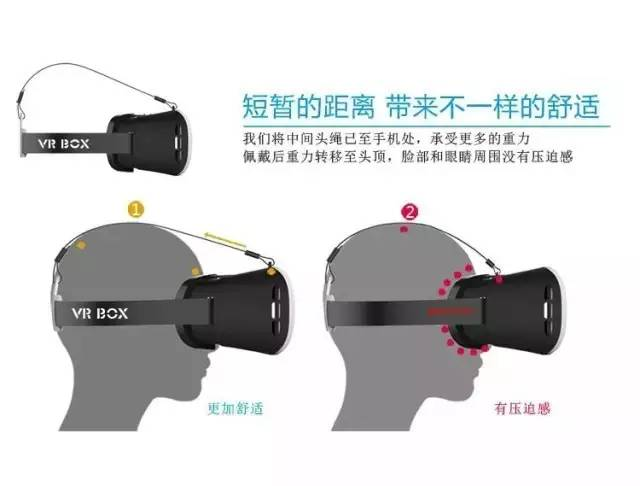 短暂的距离 带来不一样的舒适
我们将中间头绳已至手机处，承受更多的重力
佩戴后重力转移至头顶，脸部和眼睛周围没有压迫感
VR BOX
1
2
VR BOX
更加舒适
有压迫感